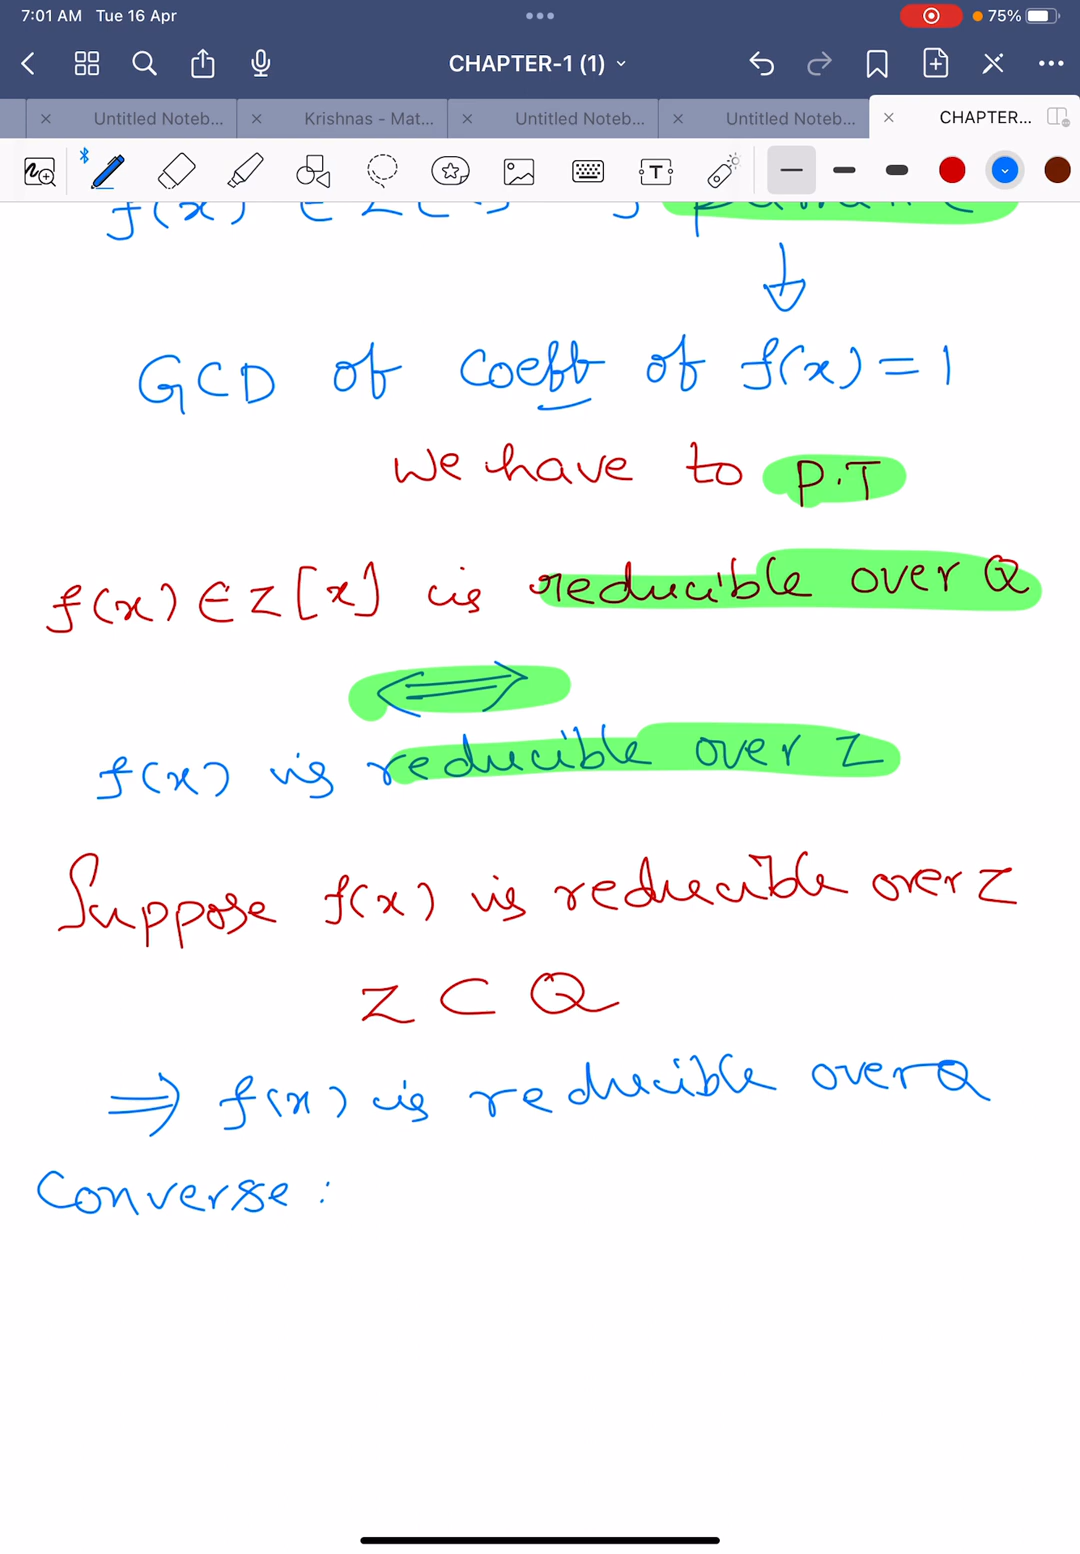 7:01 AM Tue 16 Apr
75%
CHAPTER-1 (1)
Untitled Noteb... Krishnas - Mat... Untitled Noteb... Untitled Noteb... CHAPTER...
T
f(x) ∈ Z[x]
GCD of coeff of f(x) = 1
we have to P.T
f(x) ∈ Z[x] is reducible over Q
⟺
f(x) is reducible over Z
Suppose f(x) is reducible over Z
Z ⊂ Q
⇒ f(x) is reducible over Q
Converse :